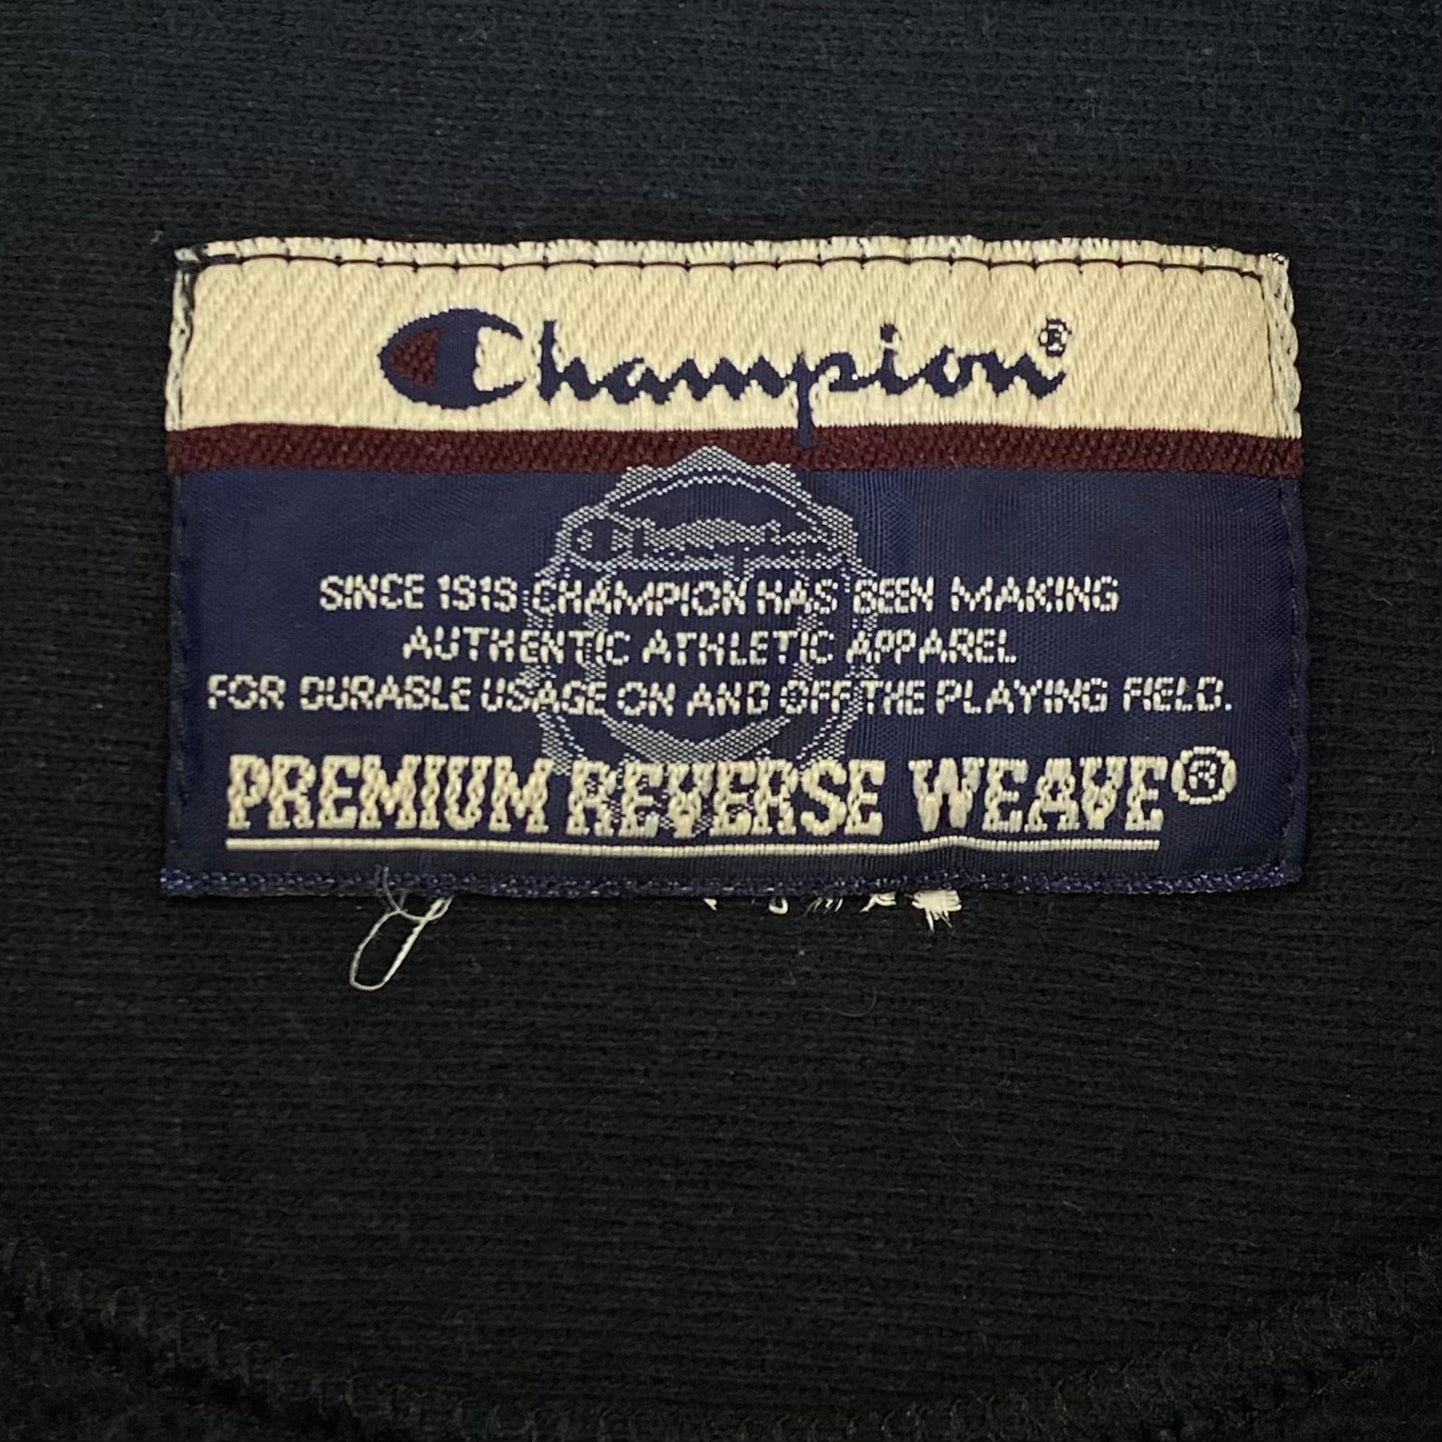 Champion®
Champion
SINCE 1919 CHAMPION HAS BEEN MAKING
AUTHENTIC ATHLETIC APPAREL
FOR DURABLE USAGE ON AND OFF THE PLAYING FIELD.
PREMIUM REVERSE WEAVE®